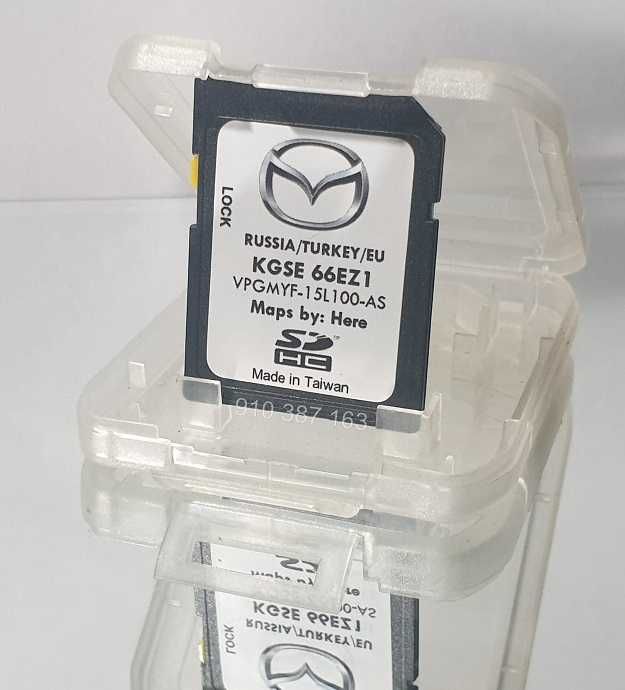 LOCK
RUSSIA/TURKEY/EU
KGSE 66EZ1
VPGMYF-15L100-AS
Maps by: Here
SD
HC
Made in Taiwan
910 387 163